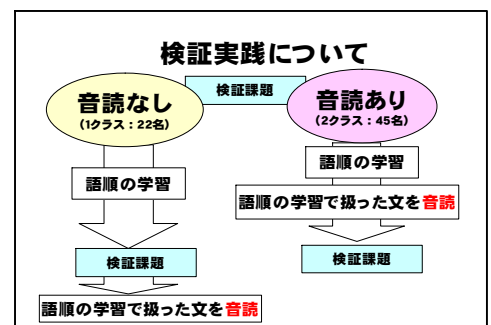 検証実践について
検証課題
音読なし
(1クラス：22名)
音読あり
(2クラス：45名)
語順の学習
語順の学習
語順の学習で扱った文を音読
検証課題
検証課題
語順の学習で扱った文を音読